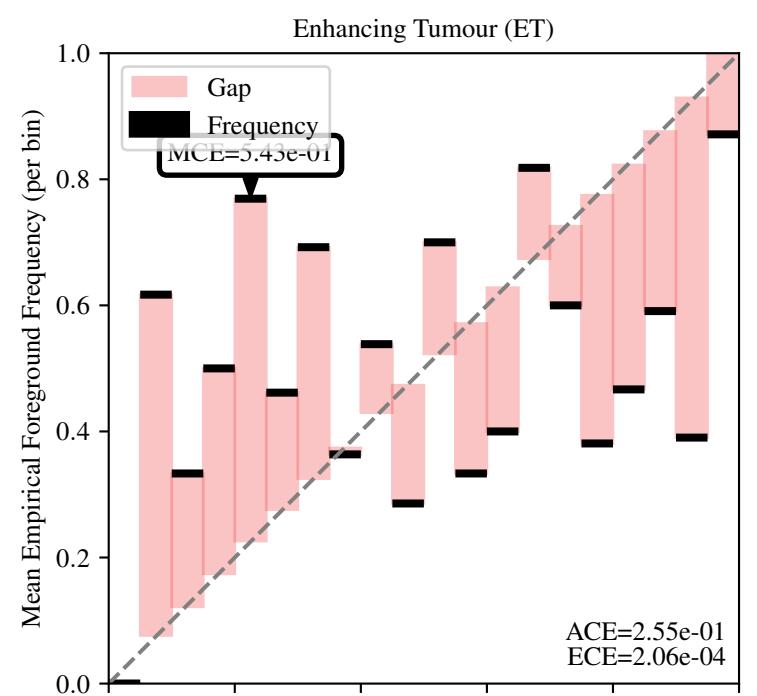 Enhancing Tumour (ET)
Mean Empirical Foreground Frequency (per bin)
1.0
0.8
0.6
0.4
0.2
0.0
Gap
Frequency
MCE=5.43e-01
ACE=2.55e-01
ECE=2.06e-04